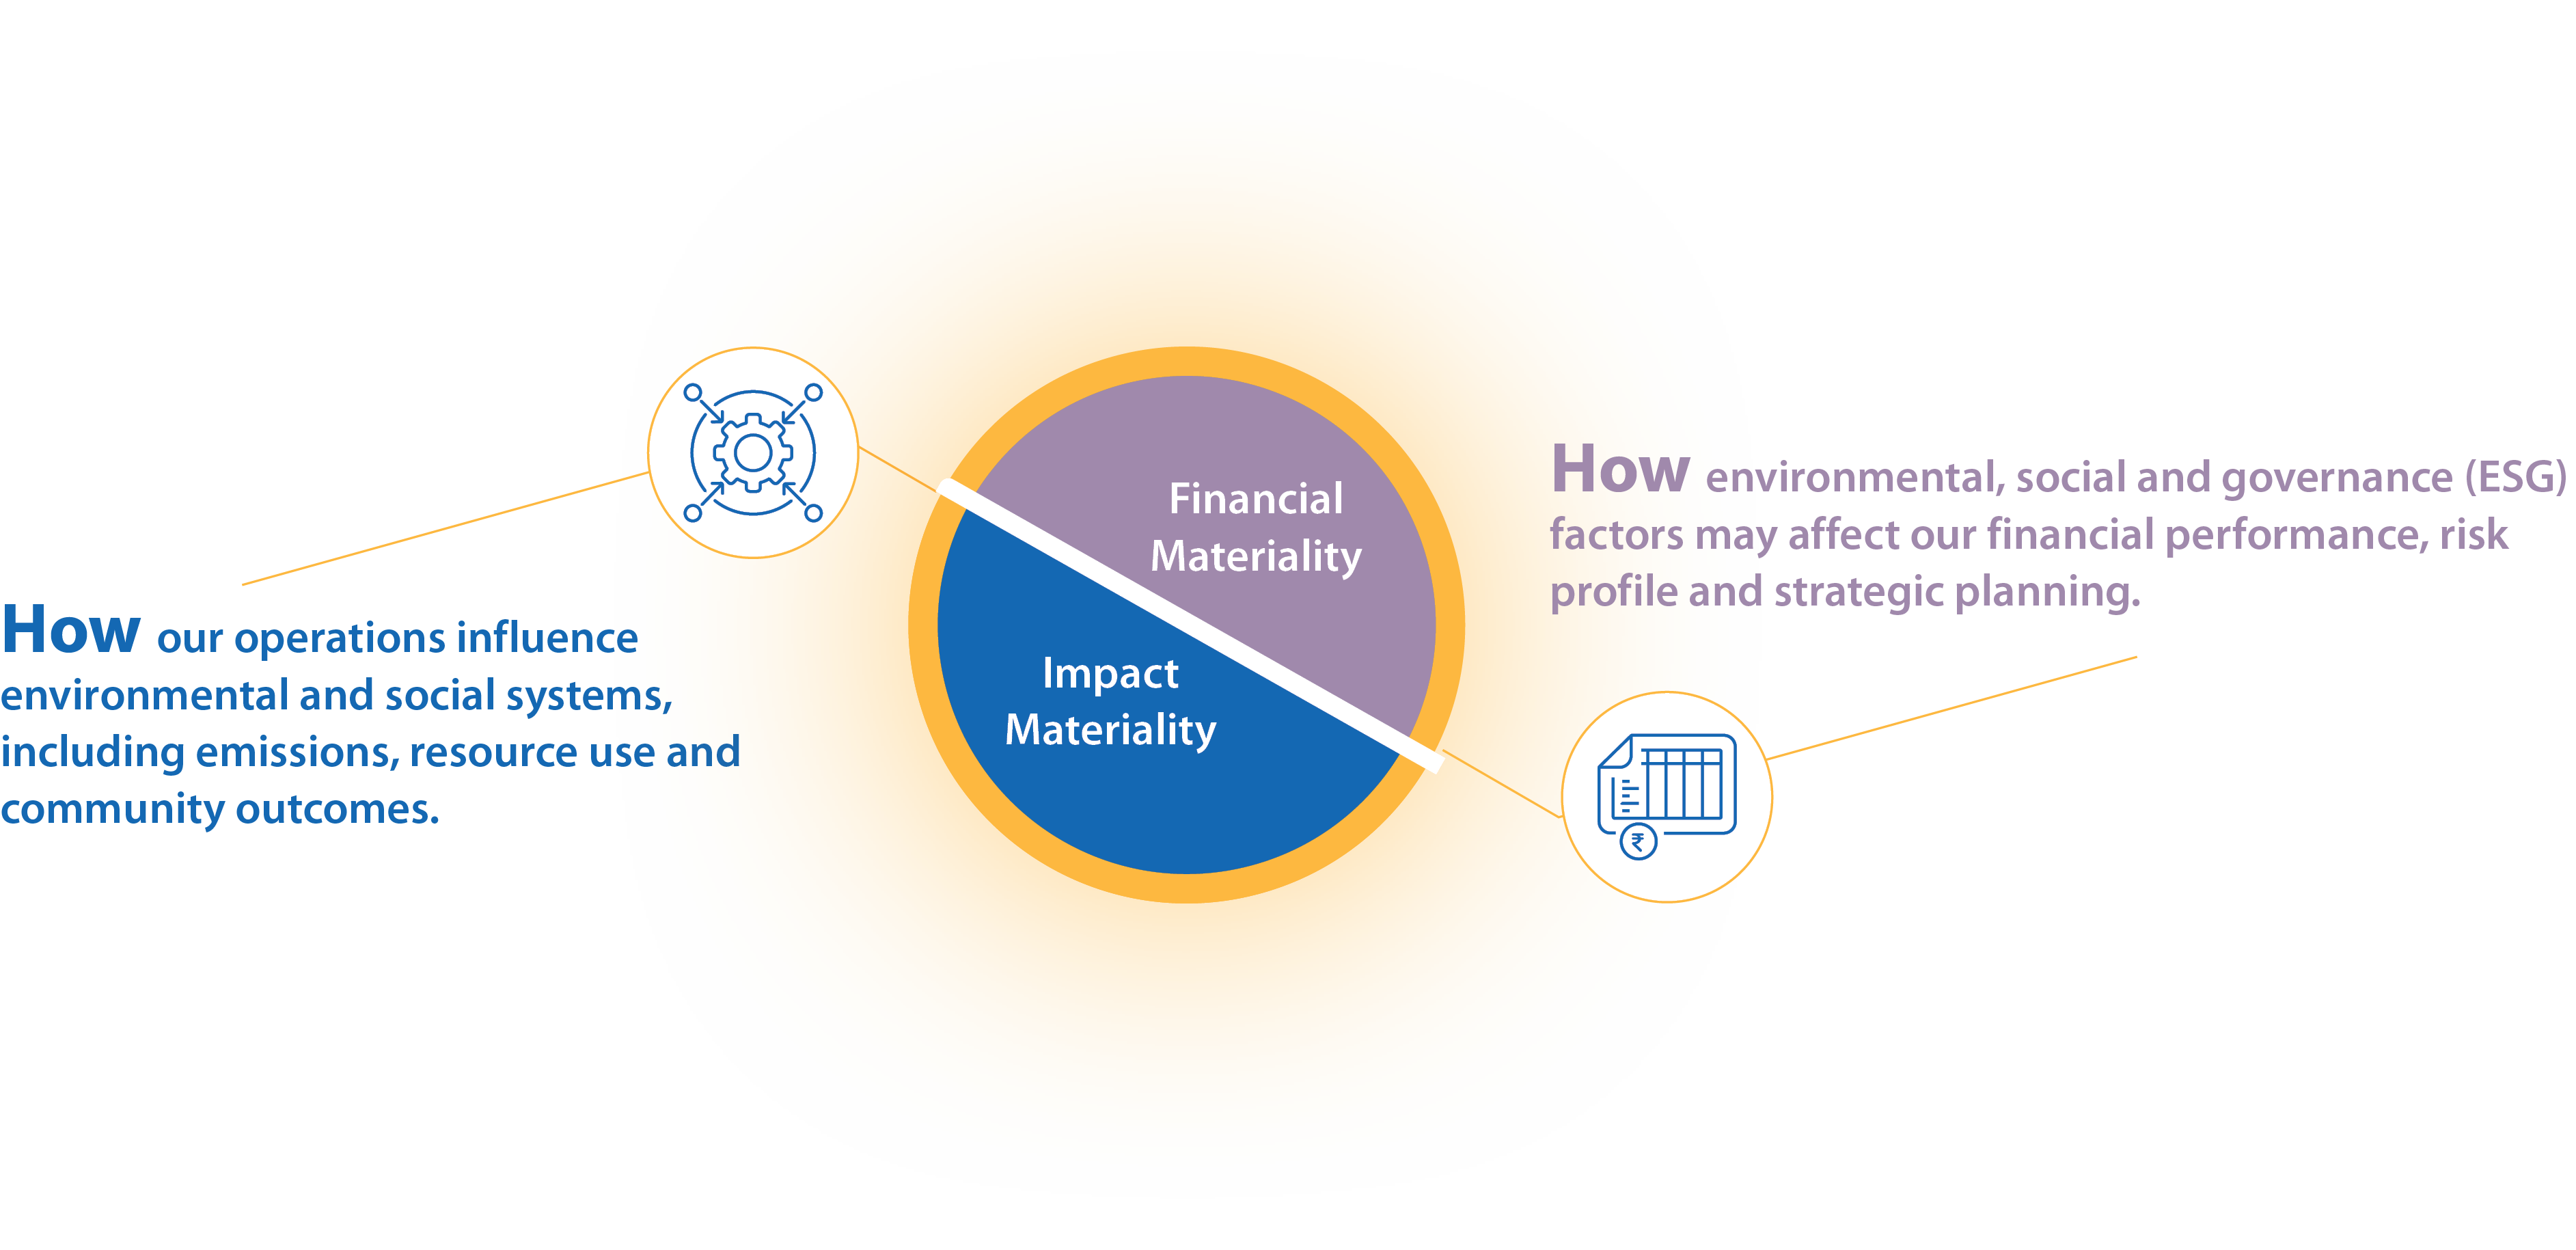 How our operations influence
environmental and social systems,
including emissions, resource use and
community outcomes.
Financial
Materiality
Impact
Materiality
How environmental, social and governance (ESG)
factors may affect our financial performance, risk
profile and strategic planning.
₹